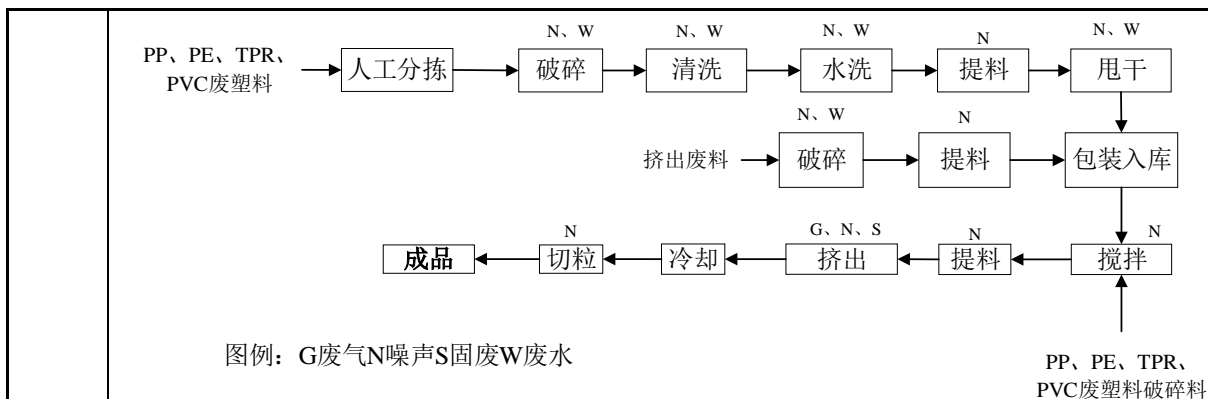 N、W
N、W
N、W
N
N、W
PP、PE、TPR、
PVC废塑料
人工分拣
破碎
清洗
水洗
提料
甩干
N、W
N
挤出废料
破碎
提料
包装入库
G、N、S
N
N
N
成品
切粒
冷却
挤出
提料
搅拌
图例：G废气N噪声S固废W废水
PP、PE、TPR、
PVC废塑料破碎料